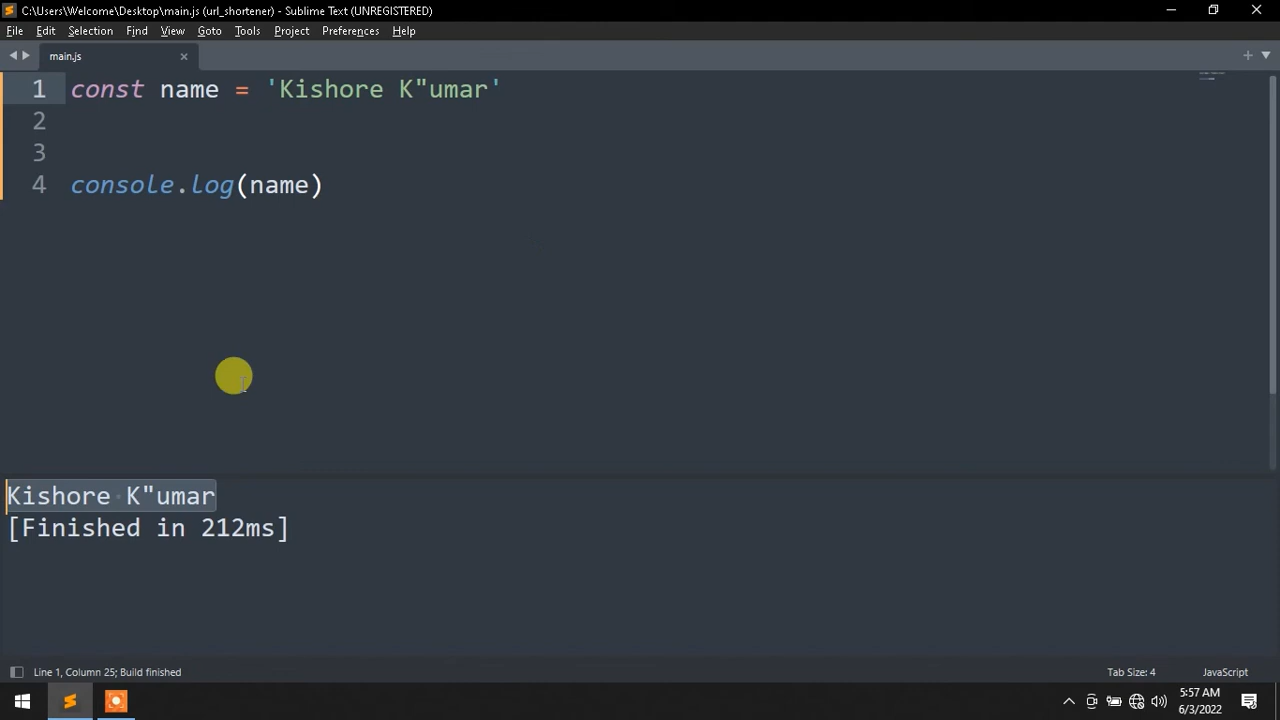 C:\Users\Welcome\Desktop\main.js (url_shortener) - Sublime Text (UNREGISTERED)
File Edit Selection Find View Goto Tools Project Preferences Help
main.js
1 const name = 'Kishore K"umar'
2
3
4 console.log(name)
Kishore K"umar
[Finished in 212ms]
Line 1, Column 25; Build finished Tab Size: 4 JavaScript
5:57 AM
6/3/2022